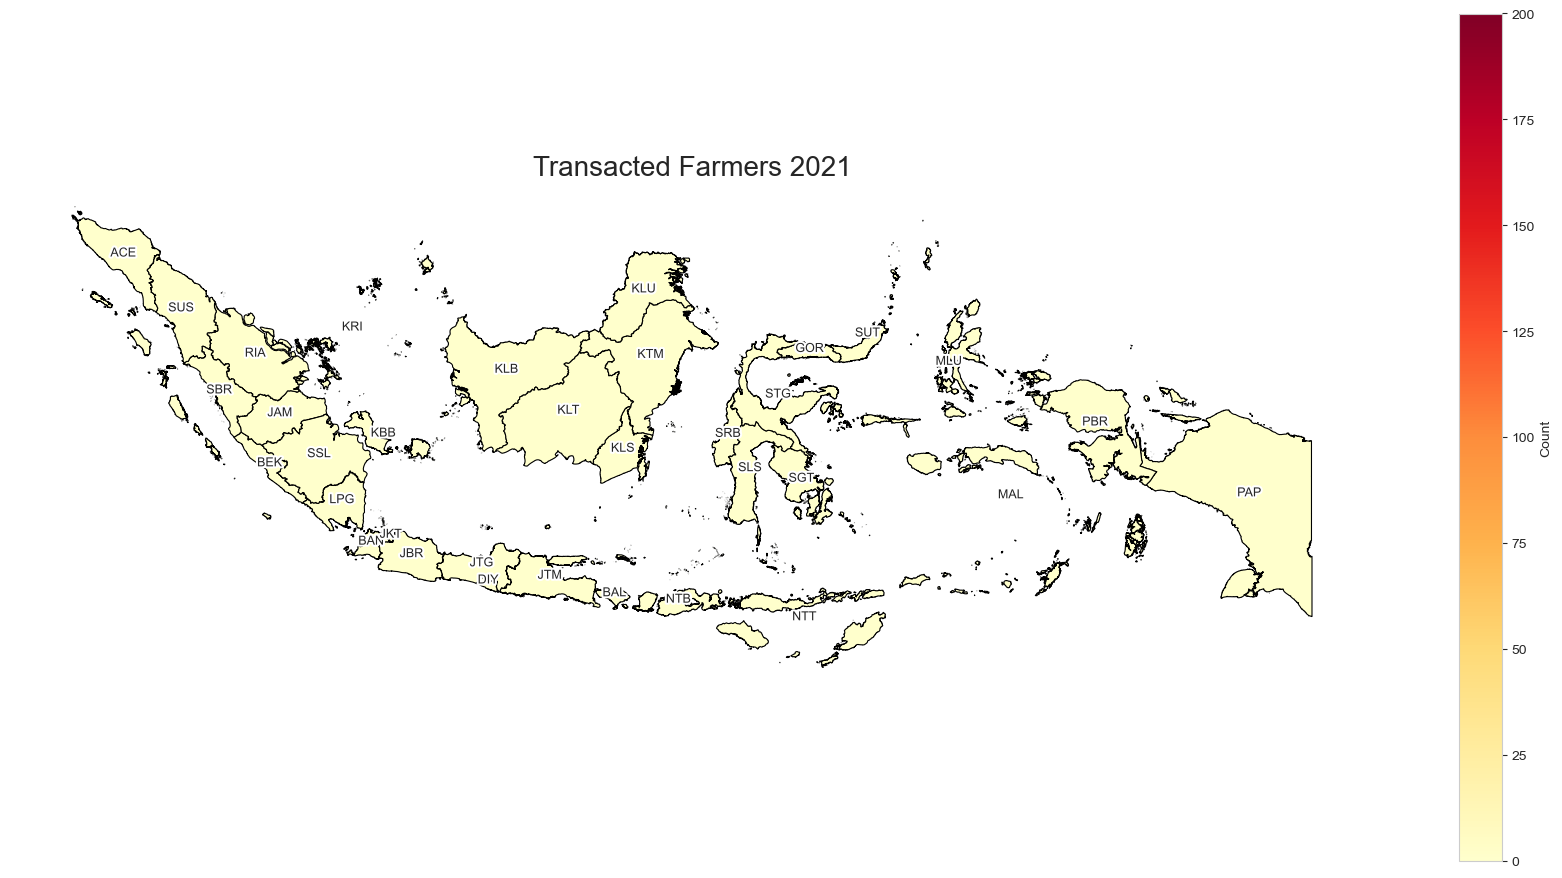 Transacted Farmers 2021
ACE
SUS
KLU
KRI
SUT
GOR
RIA
KTM
MLU
KLB
SBR
STG
KLT
JAM
PBR
KBB
SRB
KLS
SSL
BEK
SLS
SGT
PAP
MAL
LPG
JKT
BAN
JBR
JTG
JTM
DIY
BAL
NTB
NTT
200
175
150
125
100
75
50
25
0
Count